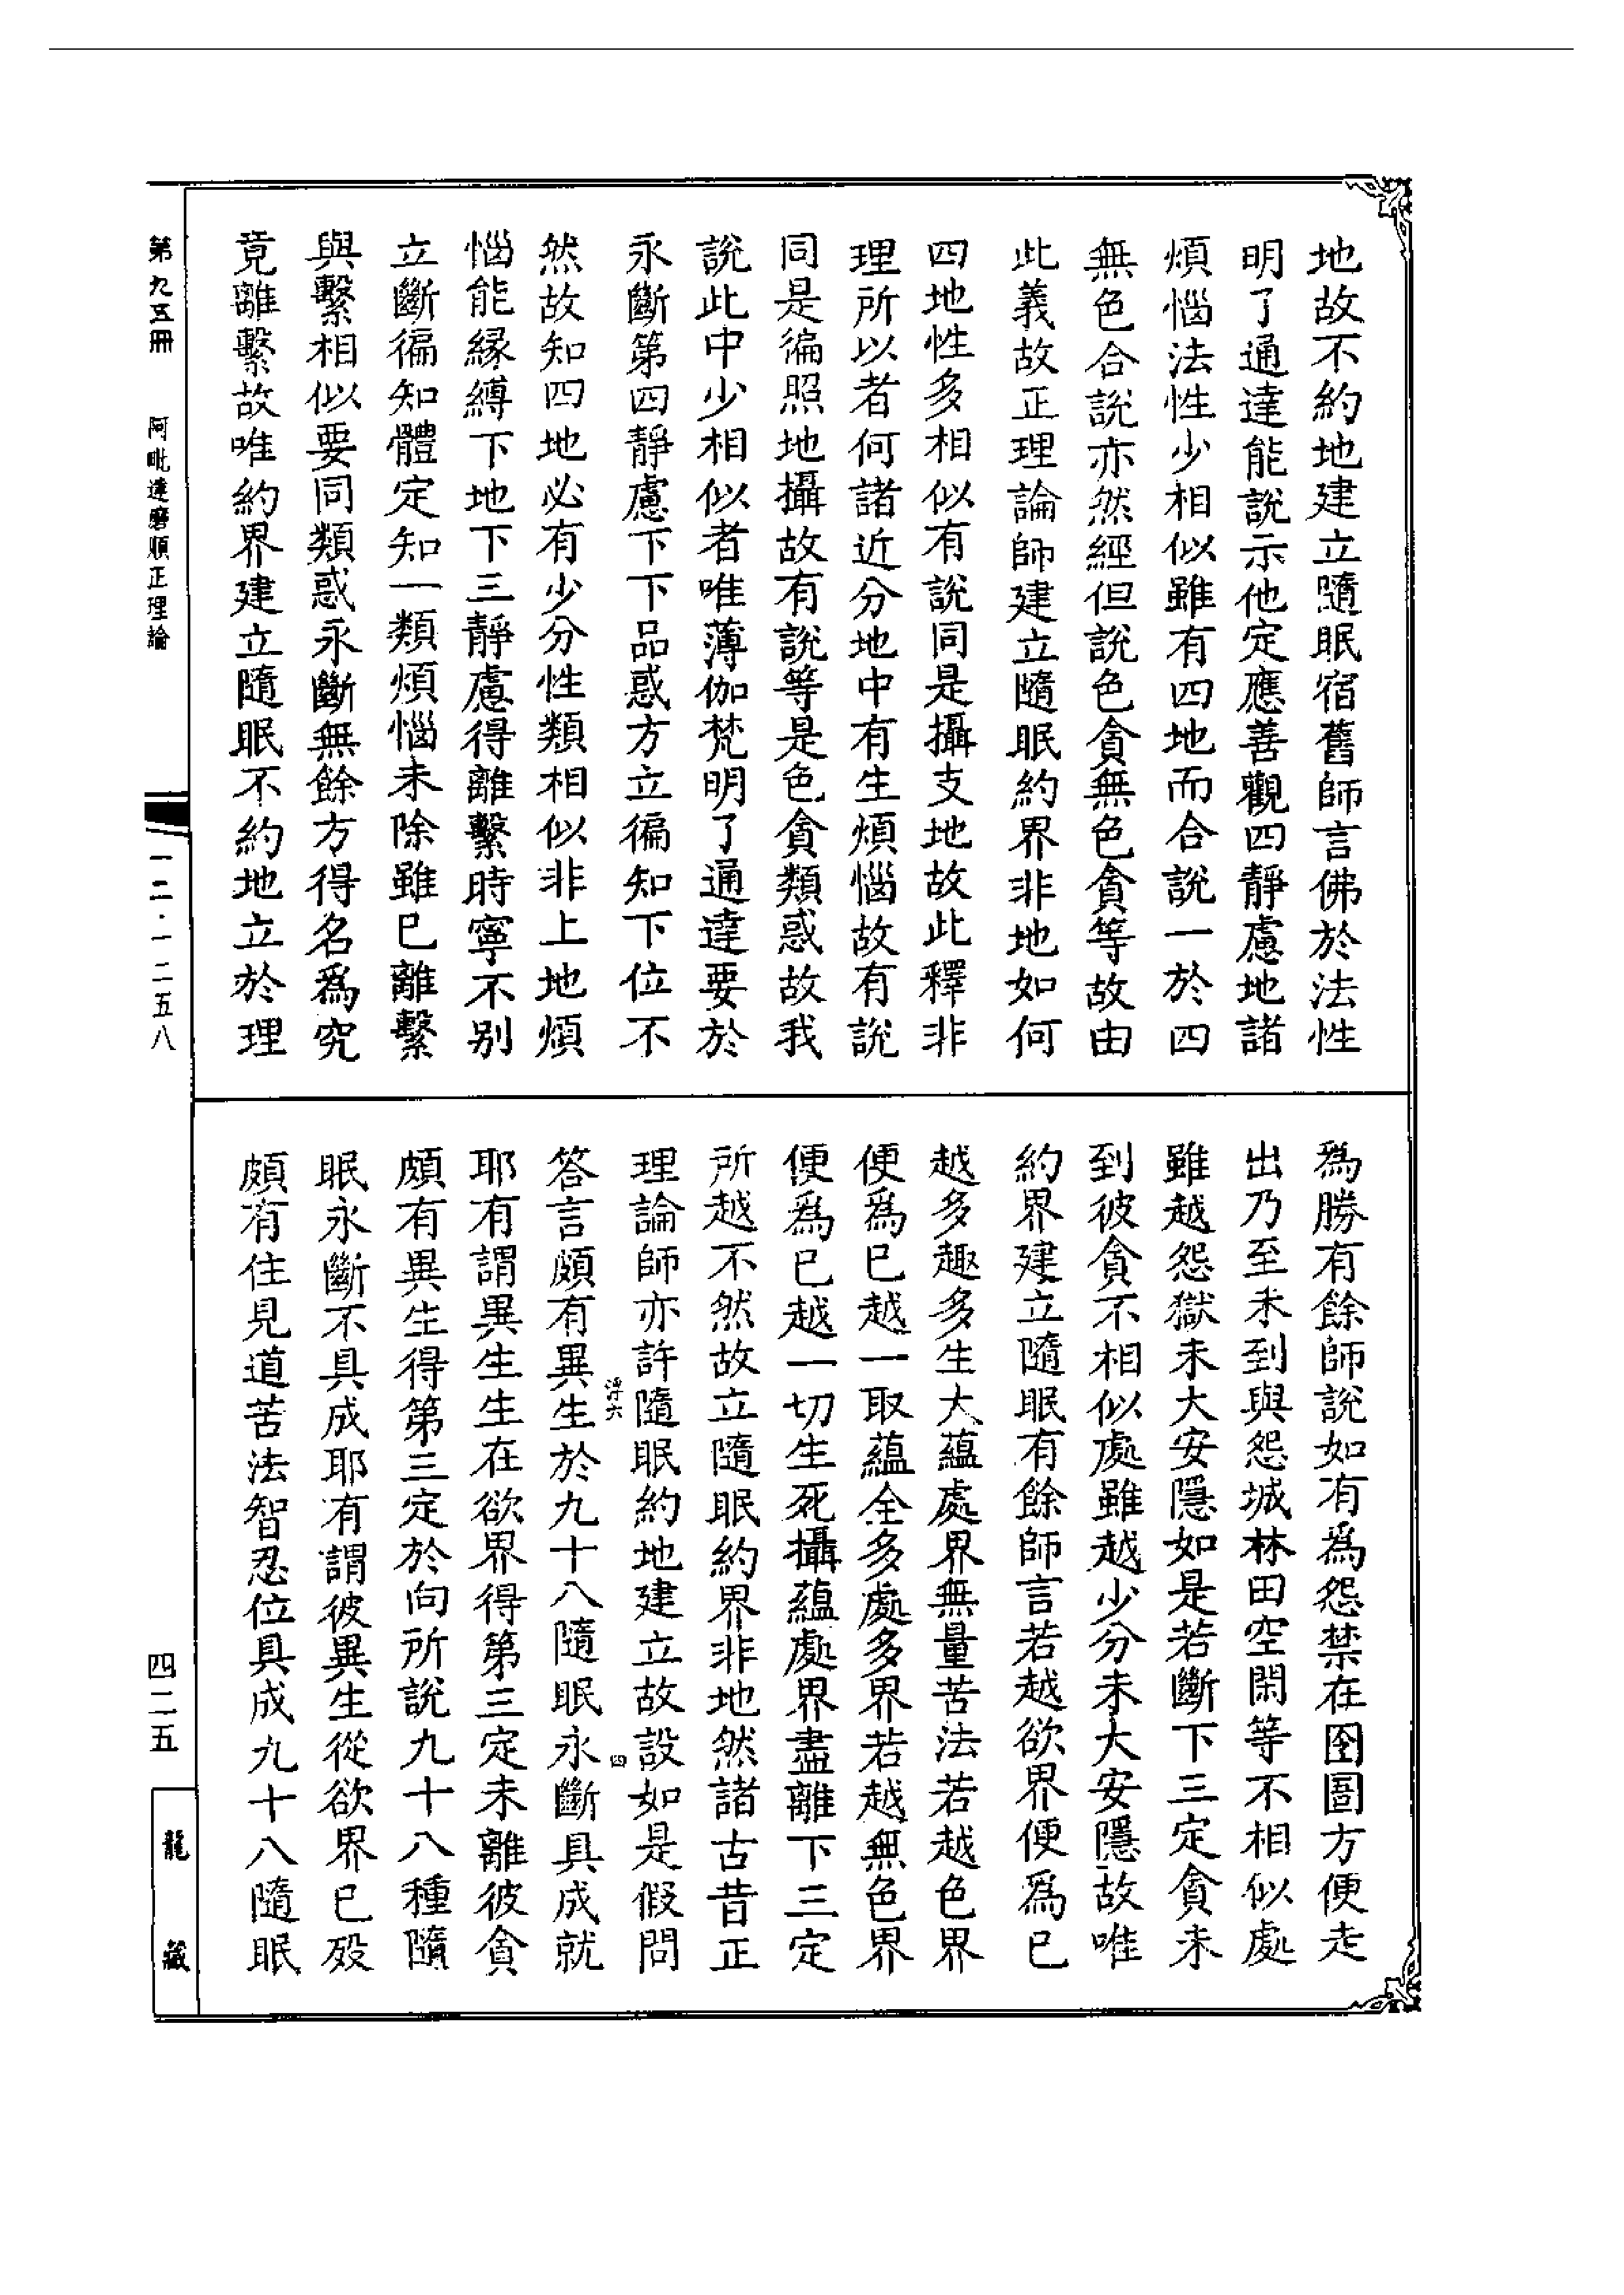 地故不約地建立隨眠宿舊師言佛於法性
明了通達能說示他定應善觀四靜慮地諸
煩惱法性少相似雖有四地而合說一於四
無色合說亦然經但說色貪無色貪等故由
此義故正理論師建立隨眠約界非地如何
四地性多相似有說同是攝支地故此釋非
理所以者何諸近分地中有生煩惱故有說
同是徧照地攝故有說等是色貪類惑故我
說此中少相似者唯薄伽梵明了通達要於
永斷第四靜慮下下品惑方立徧知下位不
然故知四地必有少分性類相似非上地煩
惱能緣縛下地下三靜慮得離繫時寧不別
立斷徧知體定知一類煩惱未除雖已離繫
與繫相似要同類惑永斷無餘方得名爲究
竟離繫故唯約界建立隨眠不約地立於理
爲勝有餘師說如有爲怨禁在囹圄方便走
出乃至未到與怨城林田空閑等不相似處
雖越怨獄未大安隱如是若斷下三定貪未
到彼貪不相似處雖越少分未大安隱故唯
約界建立隨眠有餘師言若越欲界便爲已
越多趣多生大蘊處界無量苦法若越色界
便爲已越一取蘊全多處多界若越無色界
便爲已越一切生死攝蘊處界盡離下三定
所越不然故立隨眠約界非地然諸古昔正
理論師亦許隨眠約地建立故設如是假問
答言頗有異生於九十八隨眠永斷具成就
耶有謂異生生在欲界得第三定未離彼貪
頗有異生得第三定於向所說九十八種隨
眠永斷不具成耶有謂彼異生從欲界已歿
頗有住見道苦法智忍位具成九十八隨眠
淨六
四
第九五冊　阿毗達磨順正理論
一二·一二五八
四二五
龍藏